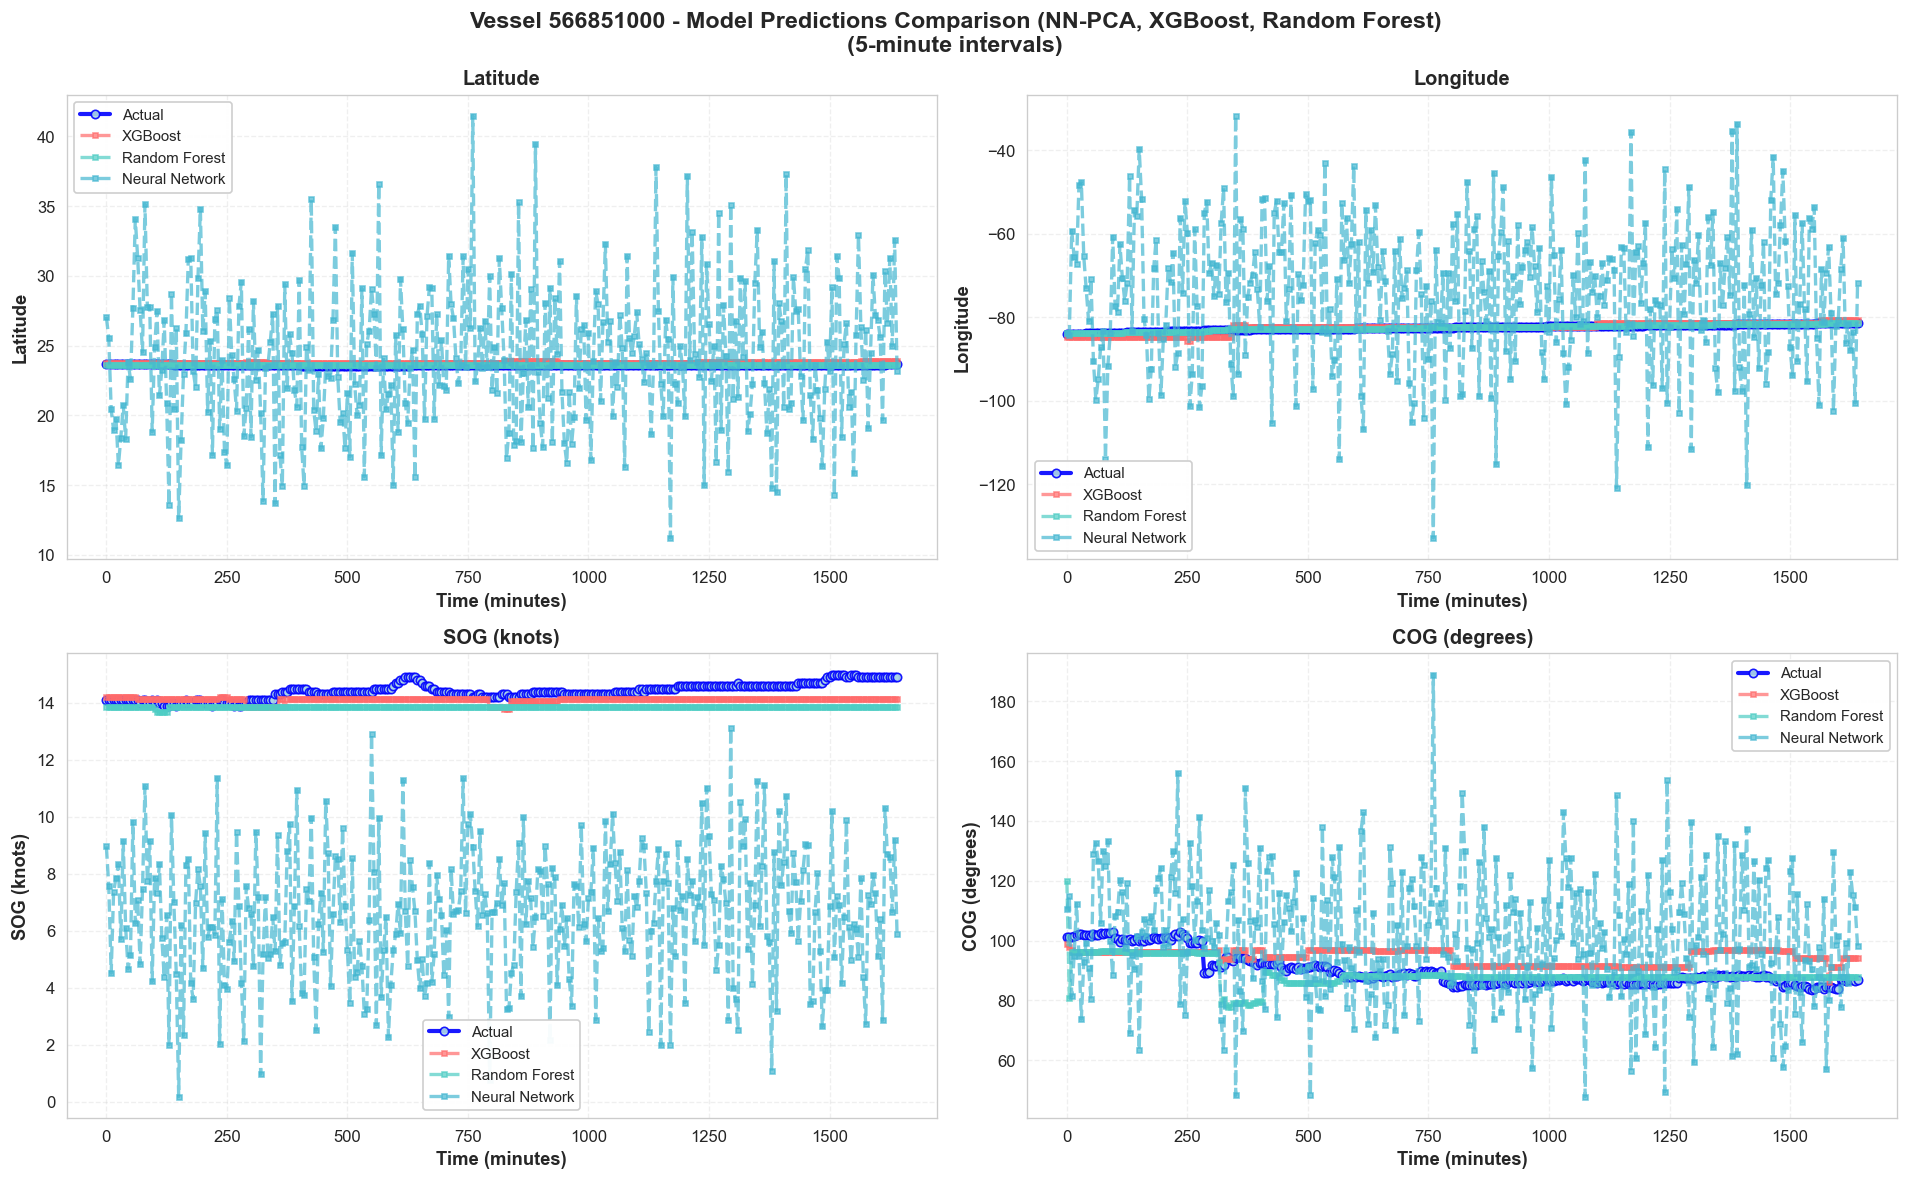 Vessel 566851000 - Model Predictions Comparison (NN-PCA, XGBoost, Random Forest)
(5-minute intervals)
Latitude
Actual
XGBoost
Random Forest
Neural Network
40
35
30
25
20
15
10
Latitude
0 250 500 750 1000 1250 1500
Time (minutes)
Longitude
Actual
XGBoost
Random Forest
Neural Network
−40
−60
−80
−100
−120
Longitude
0 250 500 750 1000 1250 1500
Time (minutes)
SOG (knots)
Actual
XGBoost
Random Forest
Neural Network
14
12
10
8
6
4
2
0
SOG (knots)
0 250 500 750 1000 1250 1500
Time (minutes)
COG (degrees)
Actual
XGBoost
Random Forest
Neural Network
180
160
140
120
100
80
60
COG (degrees)
0 250 500 750 1000 1250 1500
Time (minutes)